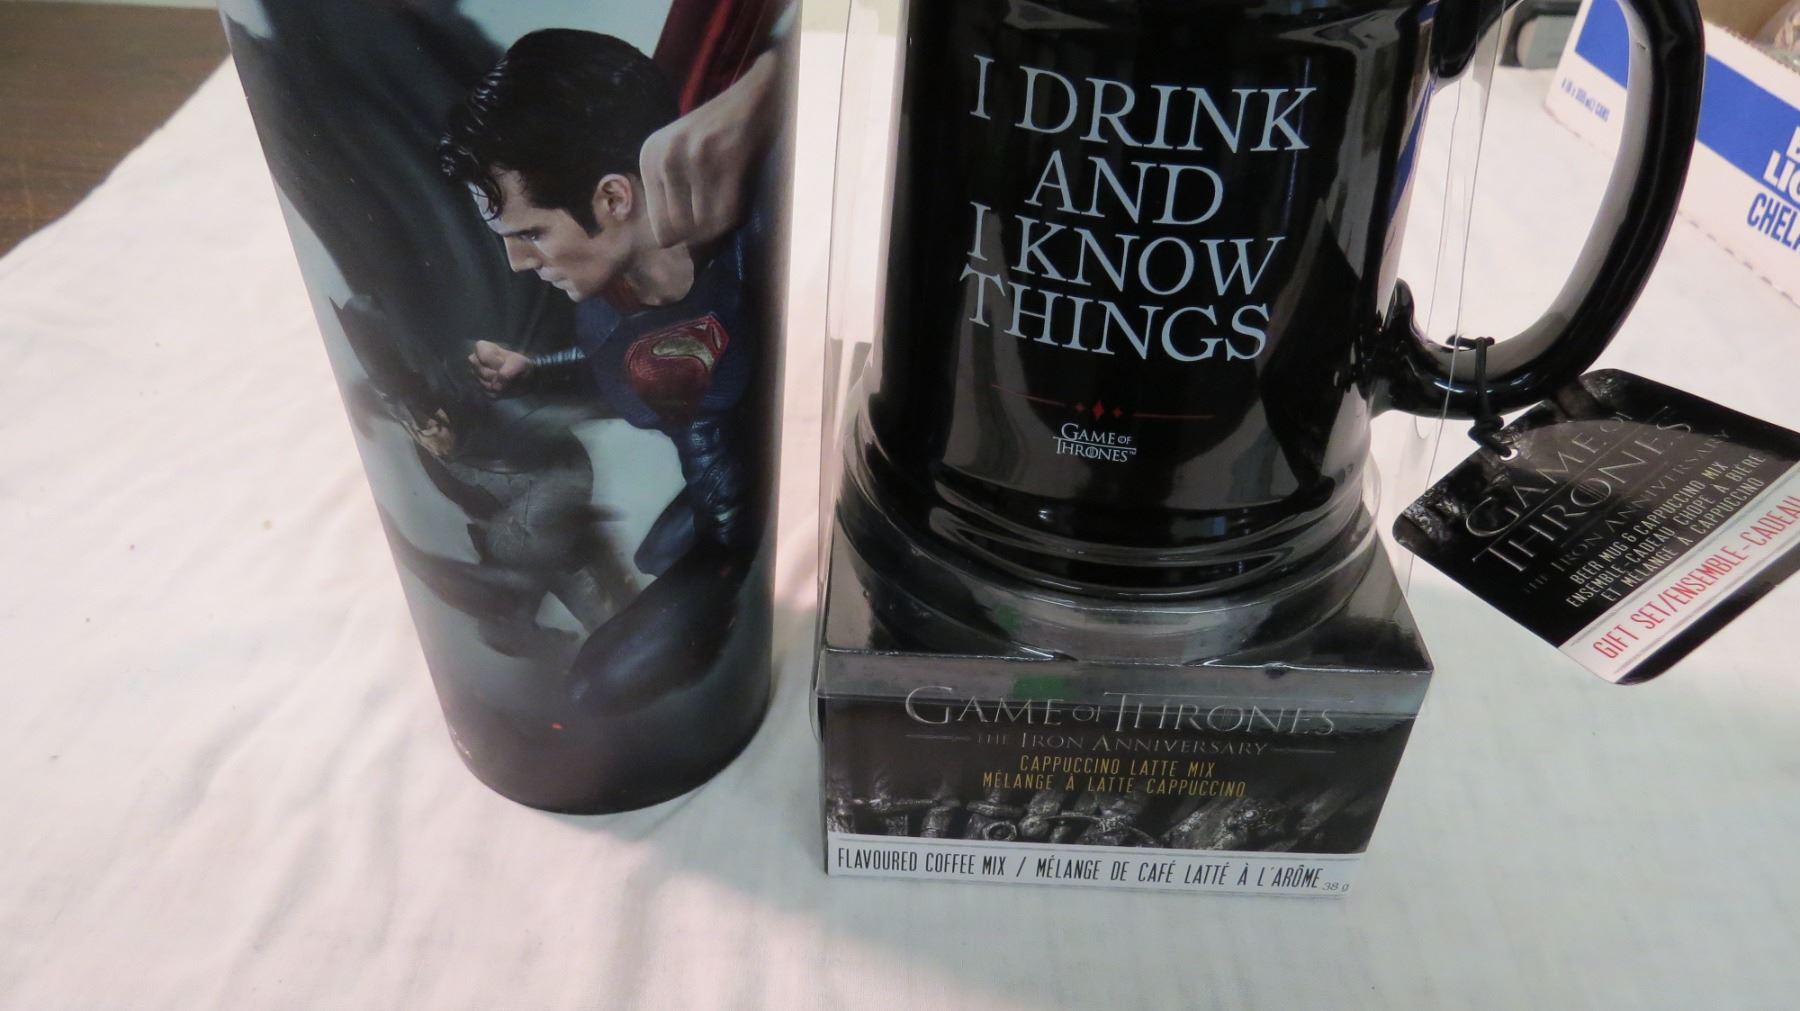 I DRINK
AND
I KNOW
THINGS
GAME OF
THRONES™
GAME OF THRONES
THE IRON ANNIVERSARY
CAPPUCCINO LATTE MIX
MÉLANGE À LATTE CAPPUCCINO
FLAVOURED COFFEE MIX / MÉLANGE DE CAFÉ LATTÉ À L'ARÔME 38 g
GAME OF
THRONES
THE IRON ANNIVERSARY
BEER MUG & CAPPUCCINO MIX
ENSEMBLE-CADEAU CHOPE À BIÈRE
ET MÉLANGE À CAPPUCCINO
GIFT SET/ENSEMBLE-CADEAU
CHEL